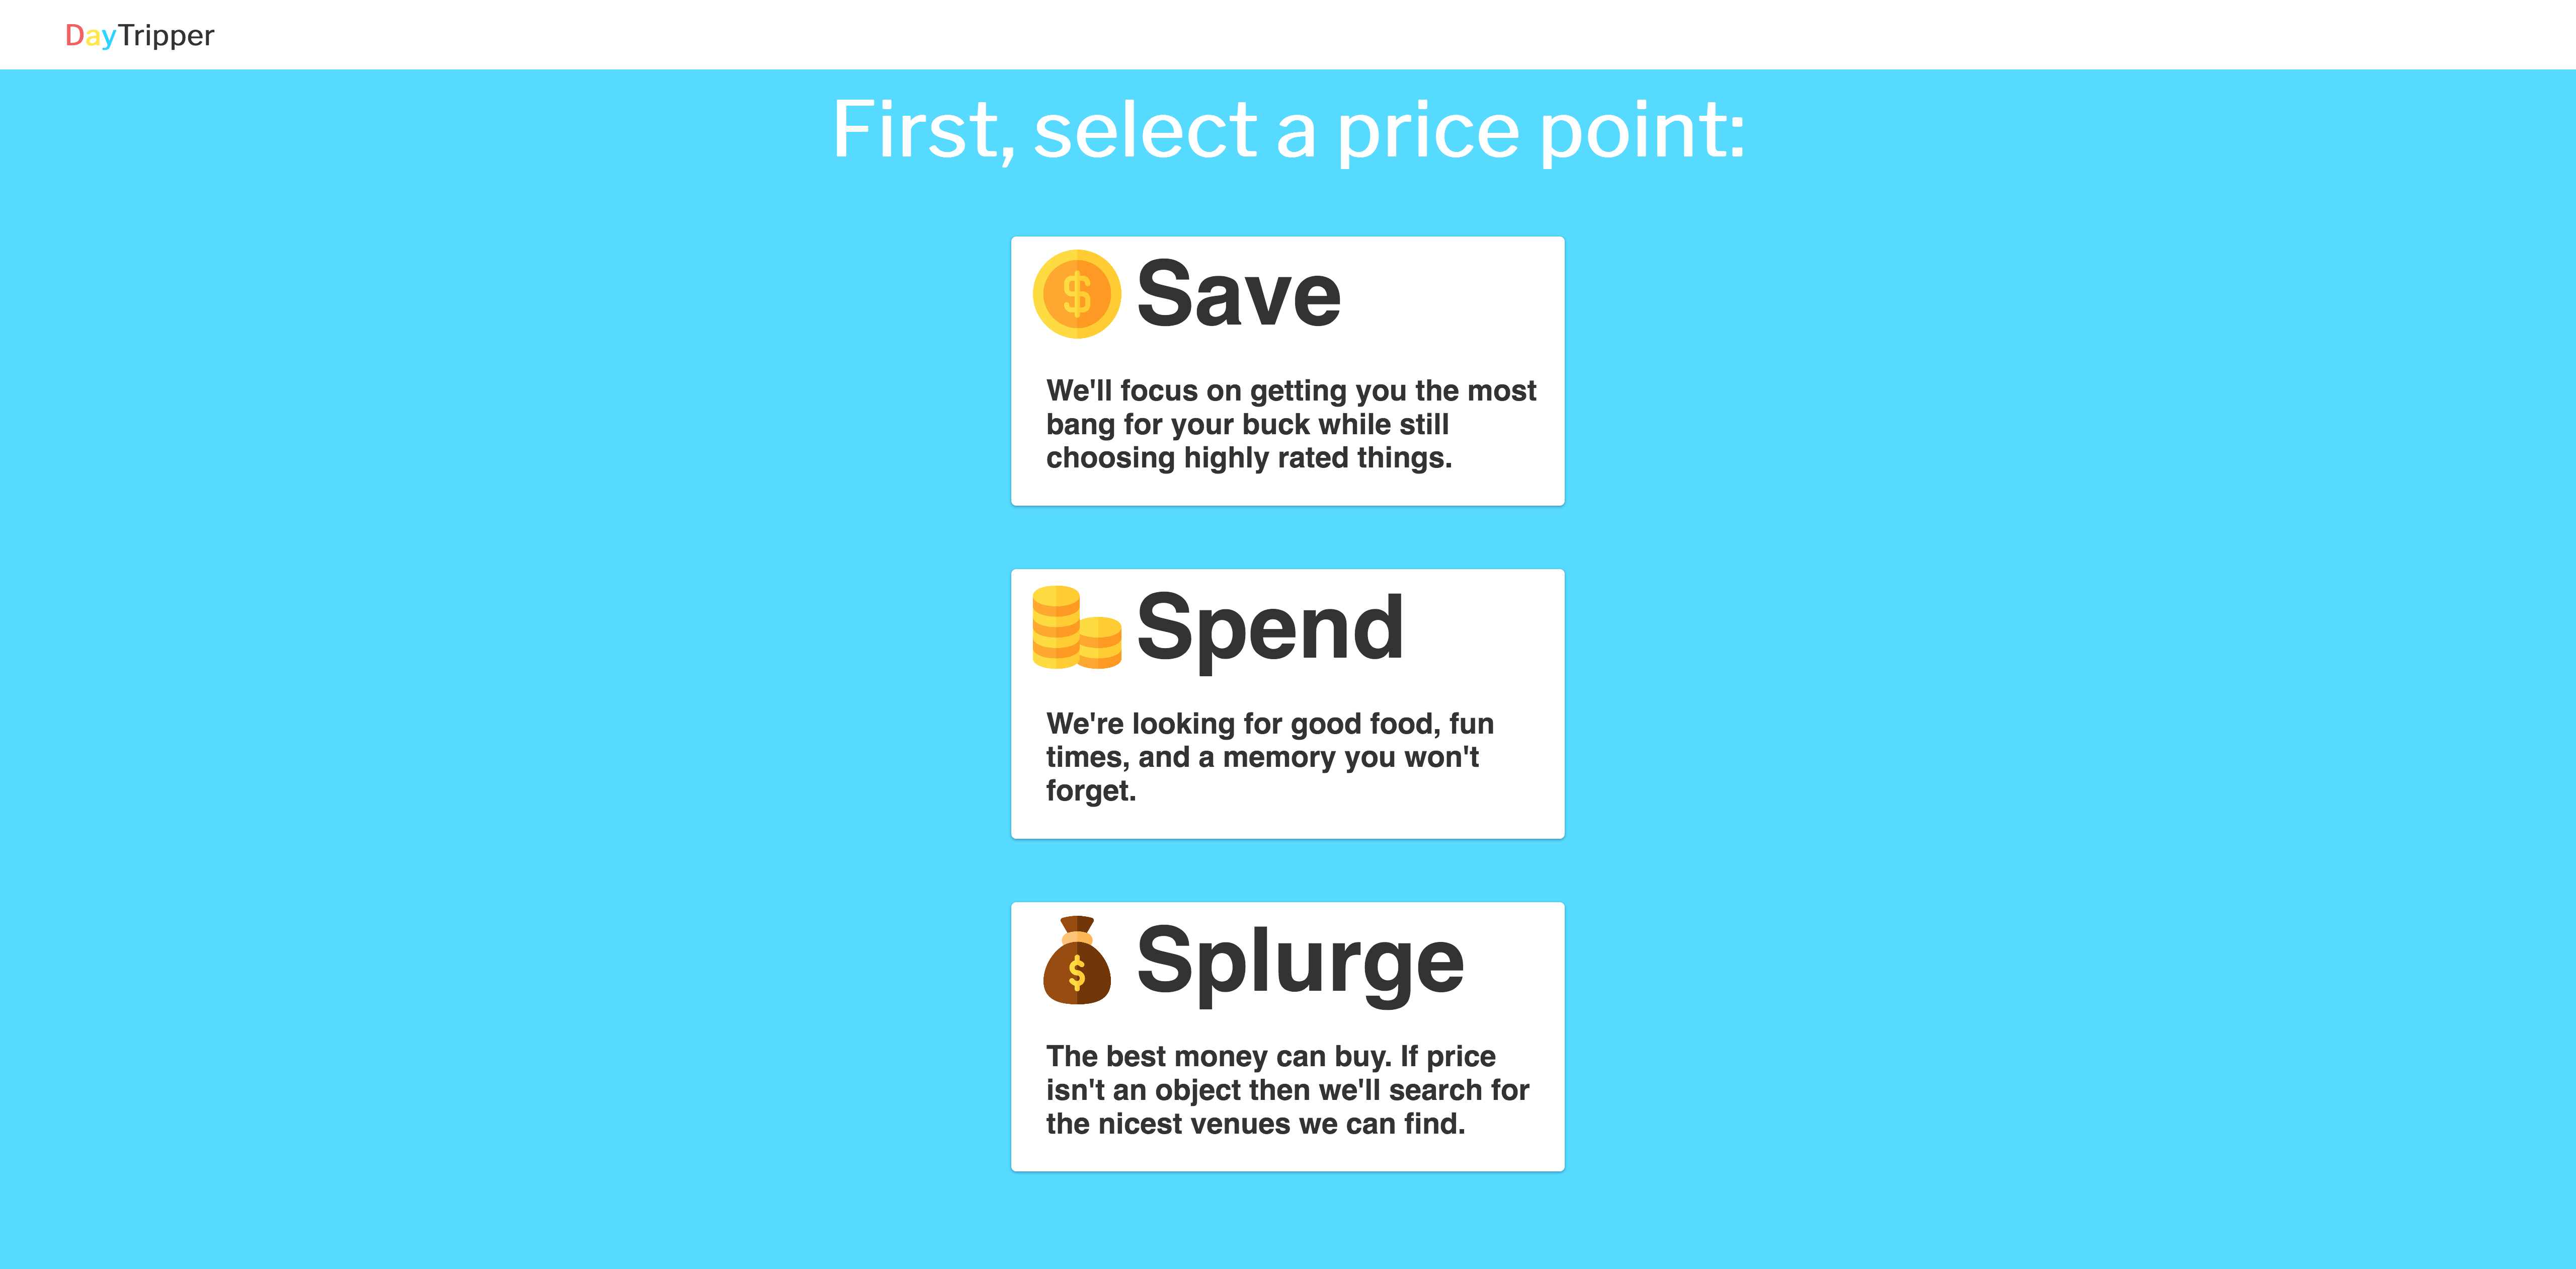 DayTripper
First, select a price point:
$ Save
We'll focus on getting you the most
bang for your buck while still
choosing highly rated things.
Spend
We're looking for good food, fun
times, and a memory you won't
forget.
$ Splurge
The best money can buy. If price
isn't an object then we'll search for
the nicest venues we can find.